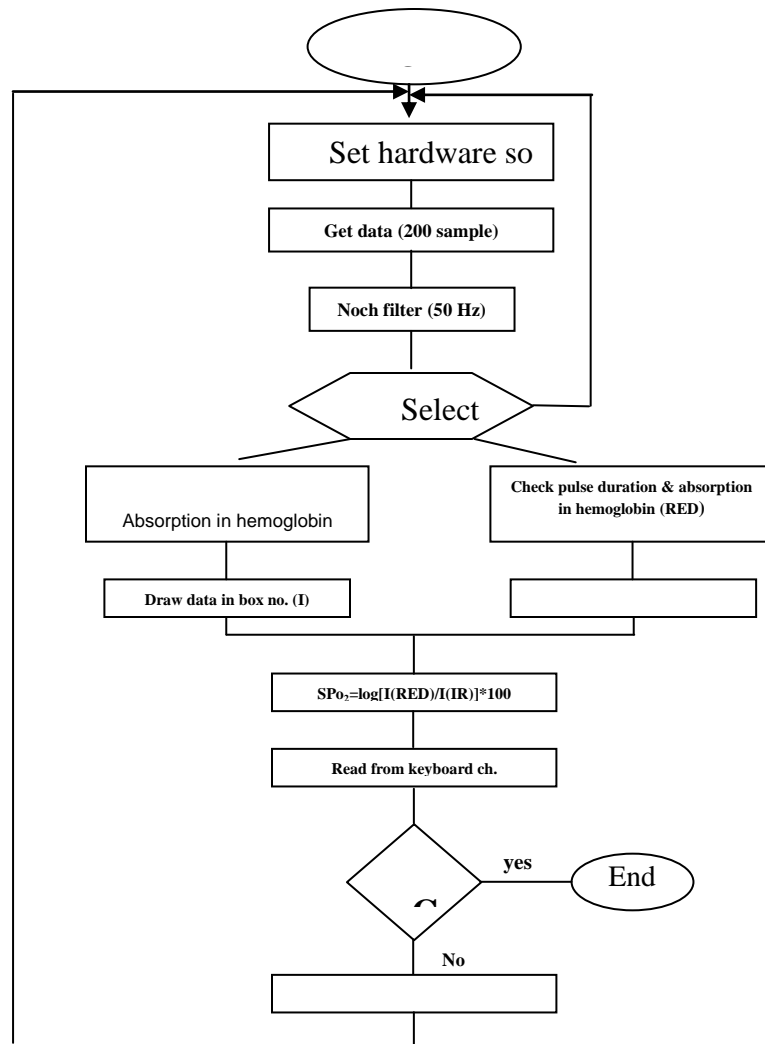 Set hardware so
Get data (200 sample)
Noch filter (50 Hz)
Select
Absorption in hemoglobin
Check pulse duration & absorption
in hemoglobin (RED)
Draw data in box no. (I)
SPo₂=log[I(RED)/I(IR)]*100
Read from keyboard ch.
yes
End
No